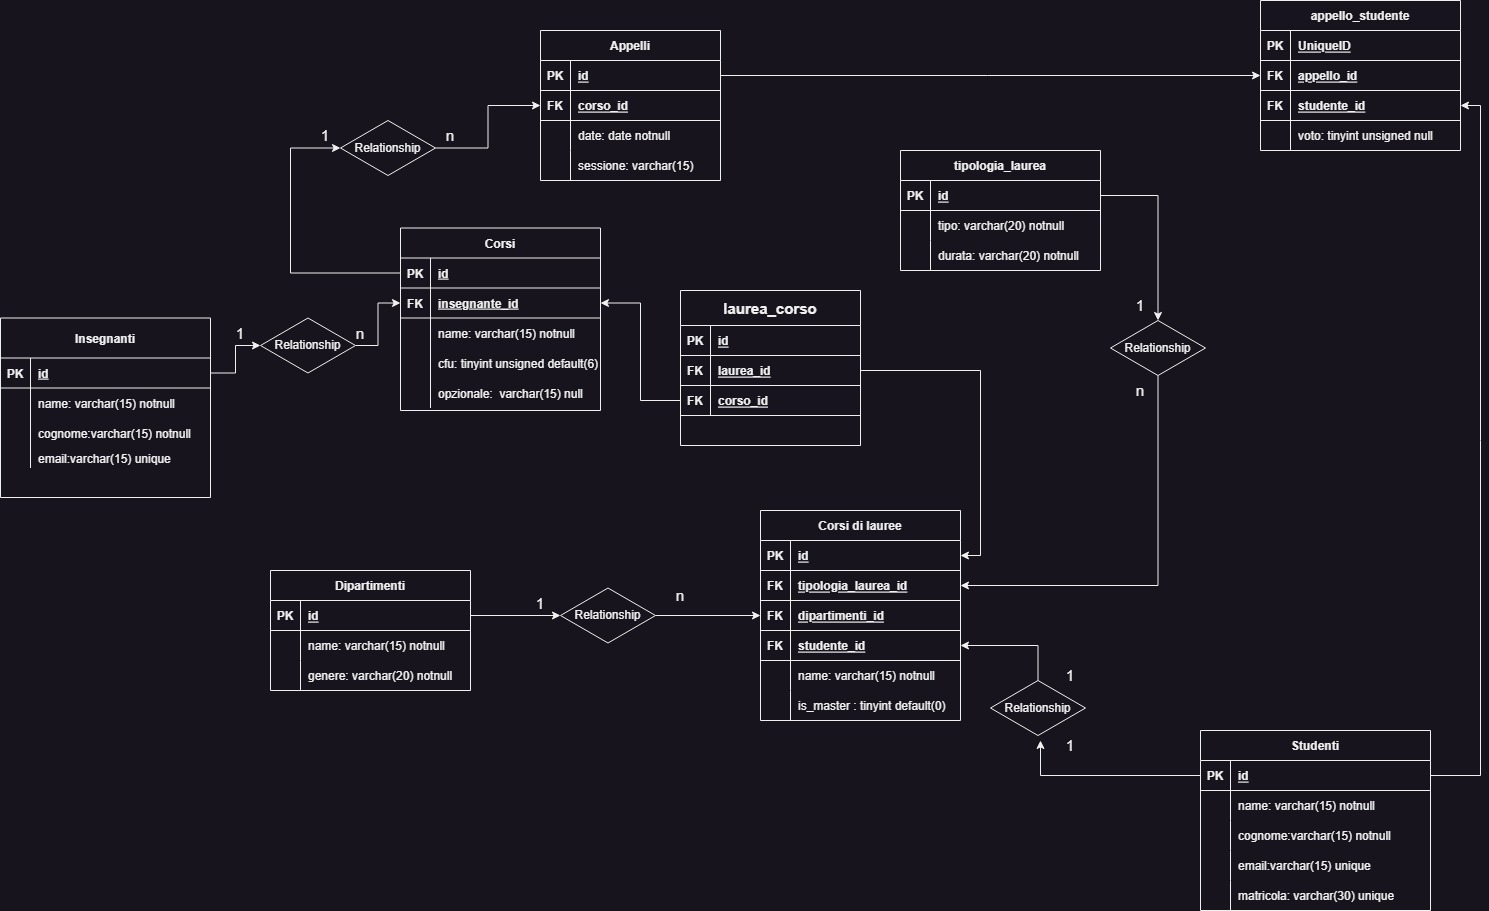 appello_studente
PK UniqueID
FK appello_id
FK studente_id
voto: tinyint unsigned null
Appelli
PK id
FK corso_id
date: date notnull
sessione: varchar(15)
1
Relationship
n
tipologia_laurea
PK id
tipo: varchar(20) notnull
durata: varchar(20) notnull
Corsi
PK id
FK insegnante_id
name: varchar(15) notnull
cfu: tinyint unsigned default(6)
opzionale: varchar(15) null
laurea_corso
PK id
FK laurea_id
FK corso_id
1
Relationship
n
Insegnanti
PK id
name: varchar(15) notnull
cognome:varchar(15) notnull
email:varchar(15) unique
1
Relationship
n
Corsi di lauree
PK id
FK tipologia_laurea_id
FK dipartimenti_id
FK studente_id
name: varchar(15) notnull
is_master : tinyint default(0)
Dipartimenti
PK id
name: varchar(15) notnull
genere: varchar(20) notnull
1
Relationship
n
1
Relationship
1
Studenti
PK id
name: varchar(15) notnull
cognome:varchar(15) notnull
email:varchar(15) unique
matricola: varchar(30) unique